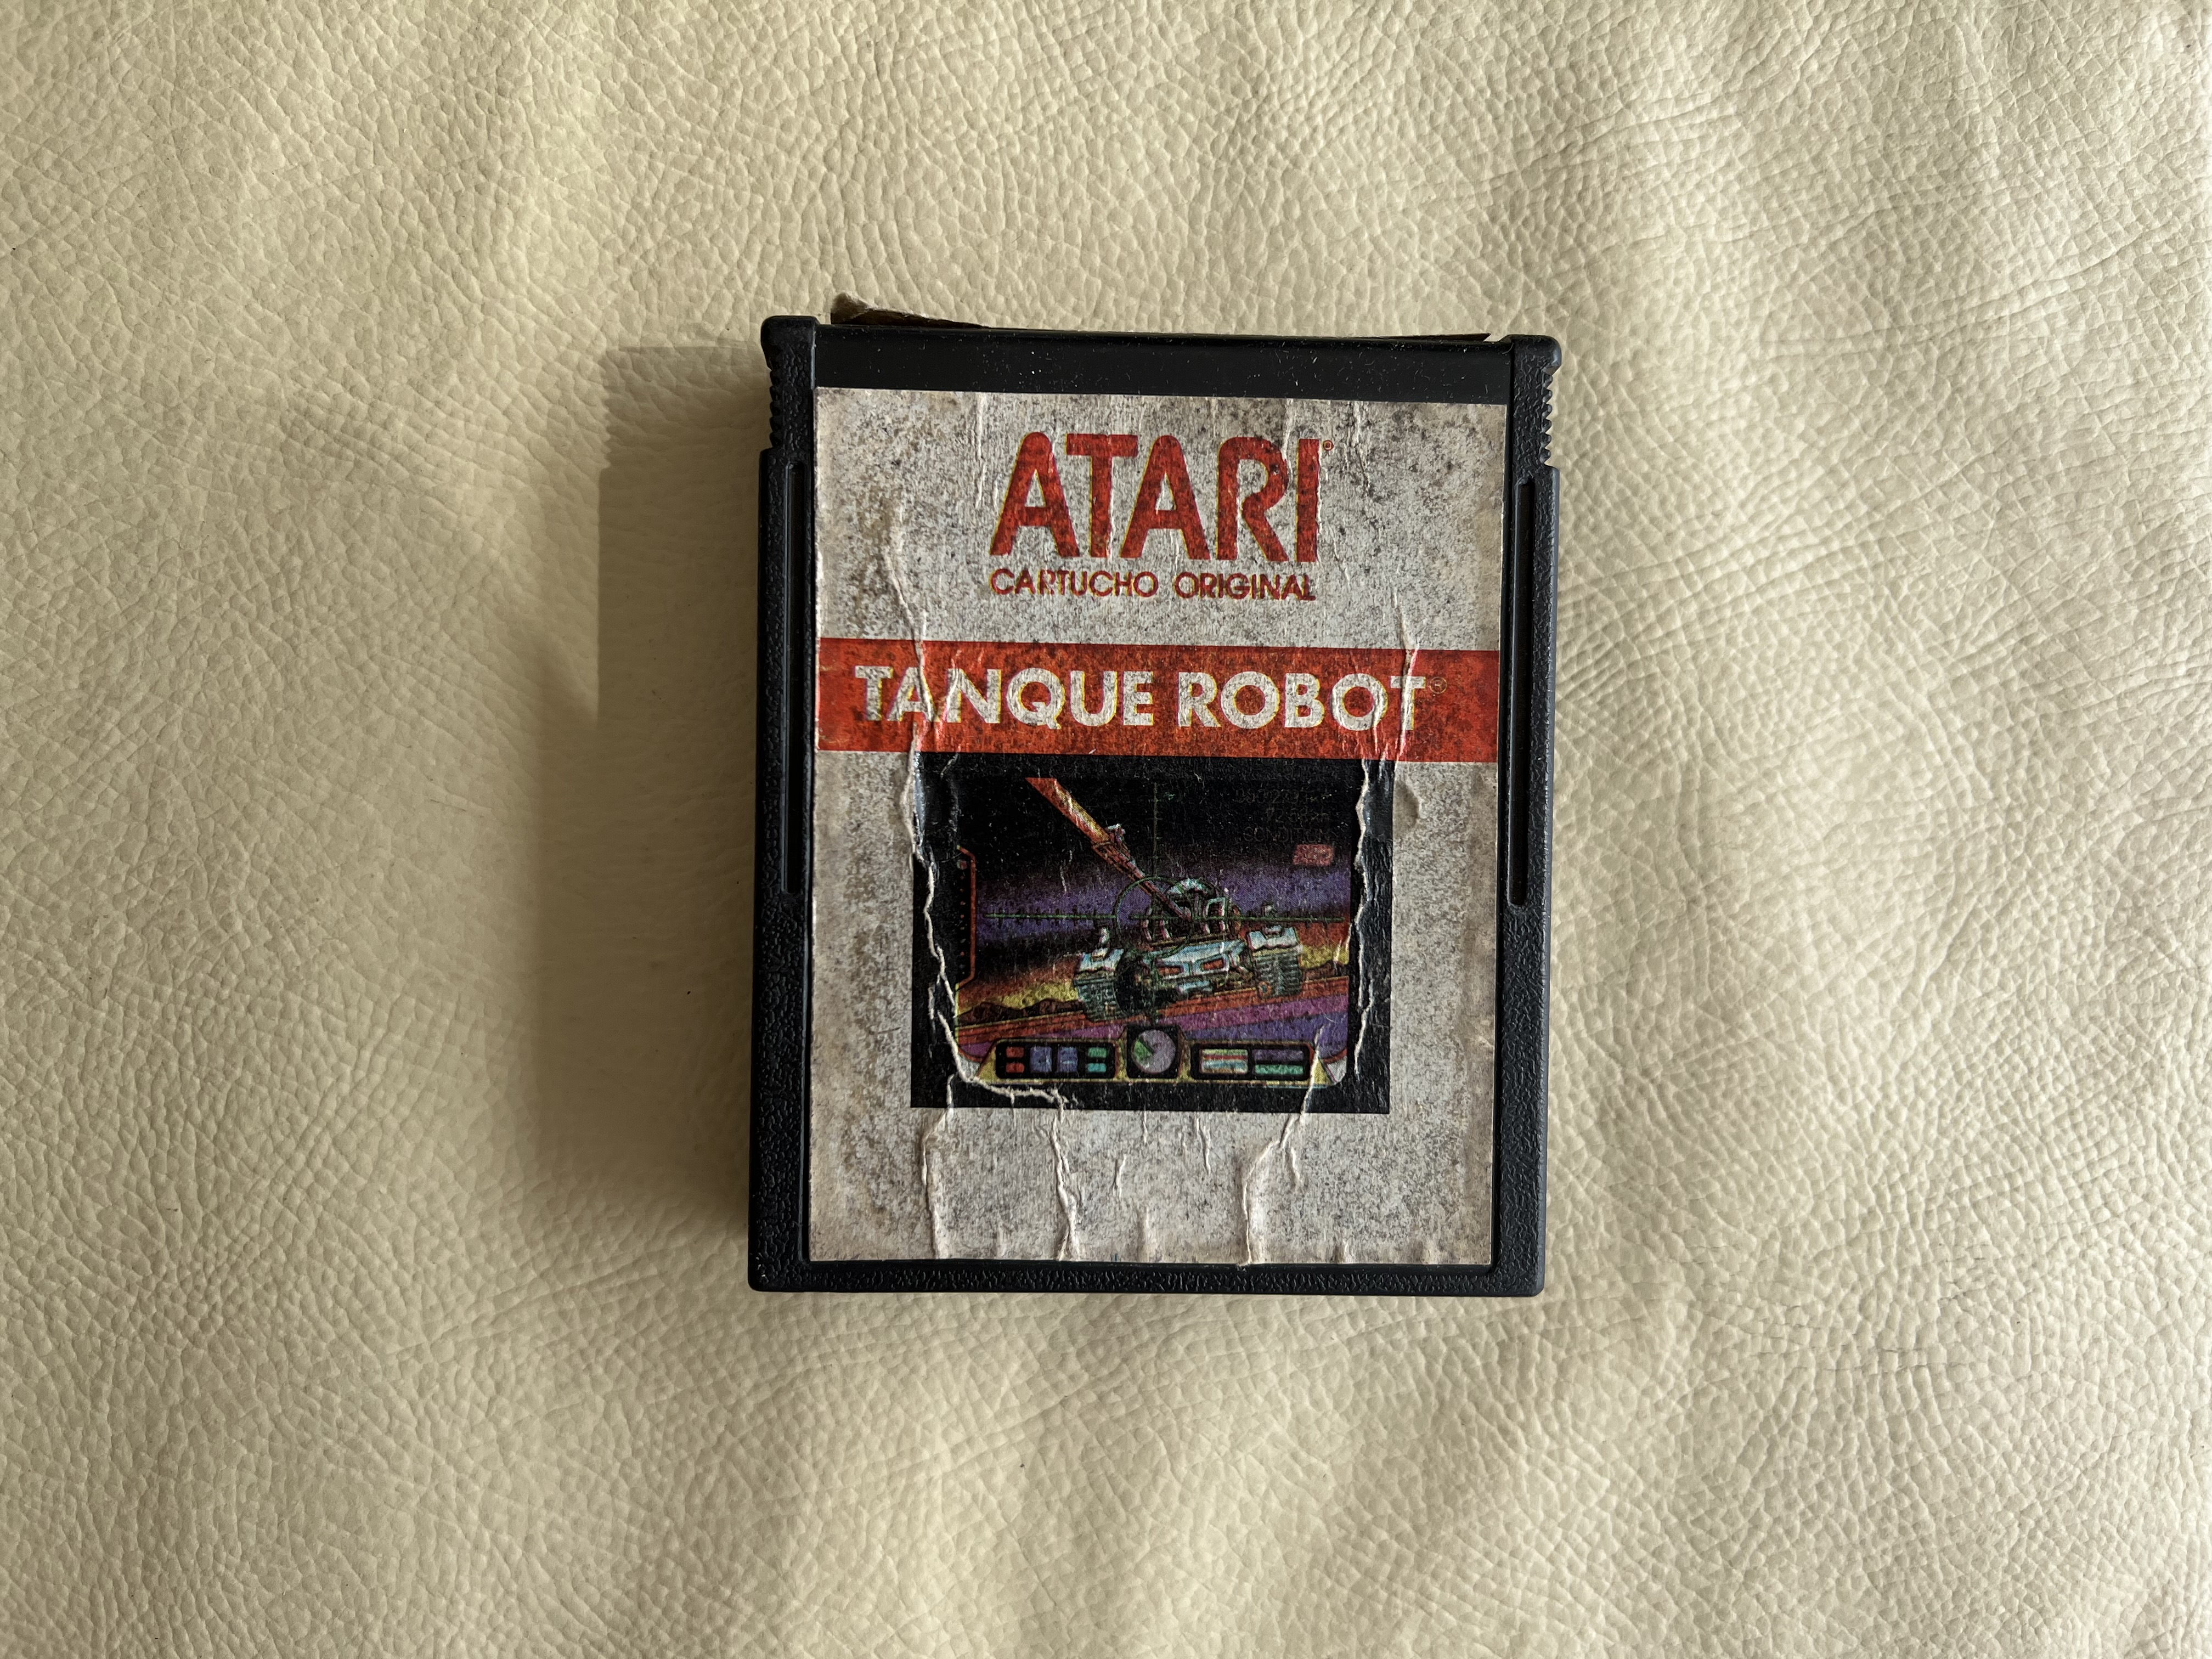 ATARI®
CARTUCHO ORIGINAL
TANQUE ROBOT®